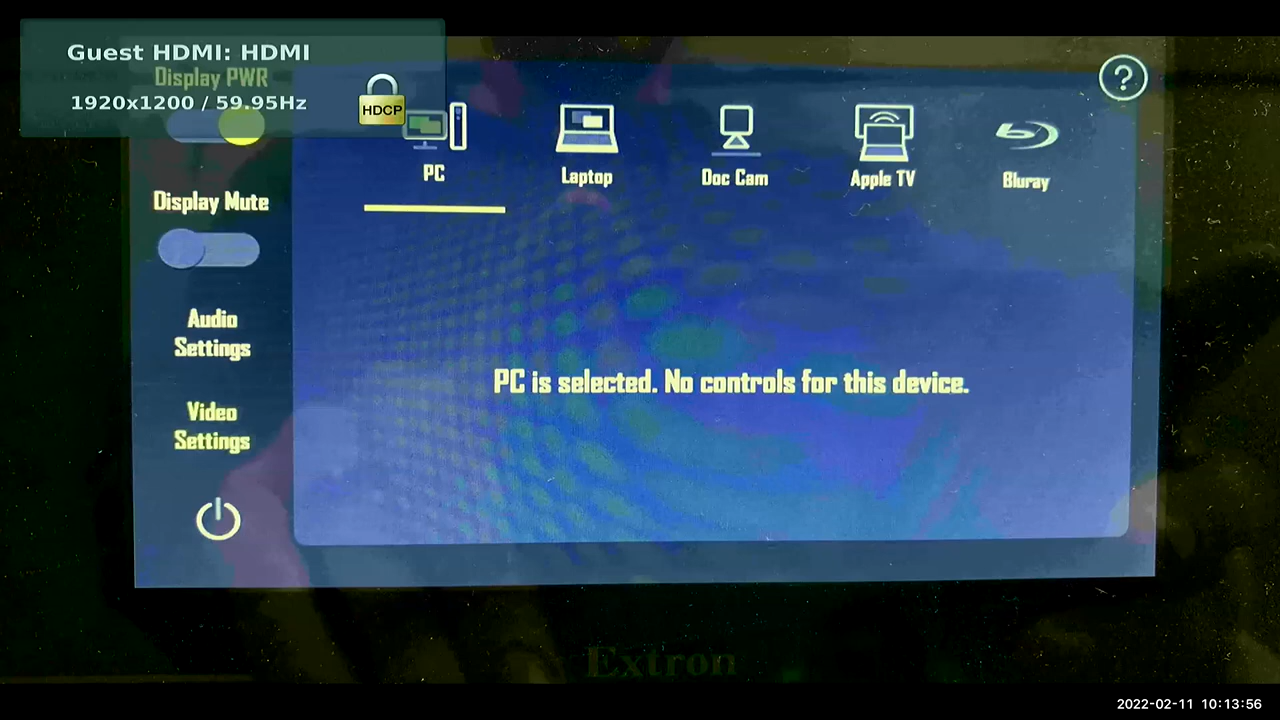 Guest HDMI: HDMI
Display PWR
1920x1200 / 59.95Hz
HDCP
?
PC
Laptop
Doc Cam
Apple TV
Bluray
Display Mute
Audio
Settings
Video
Settings
PC is selected. No controls for this device.
Extron
2022-02-11 10:13:56